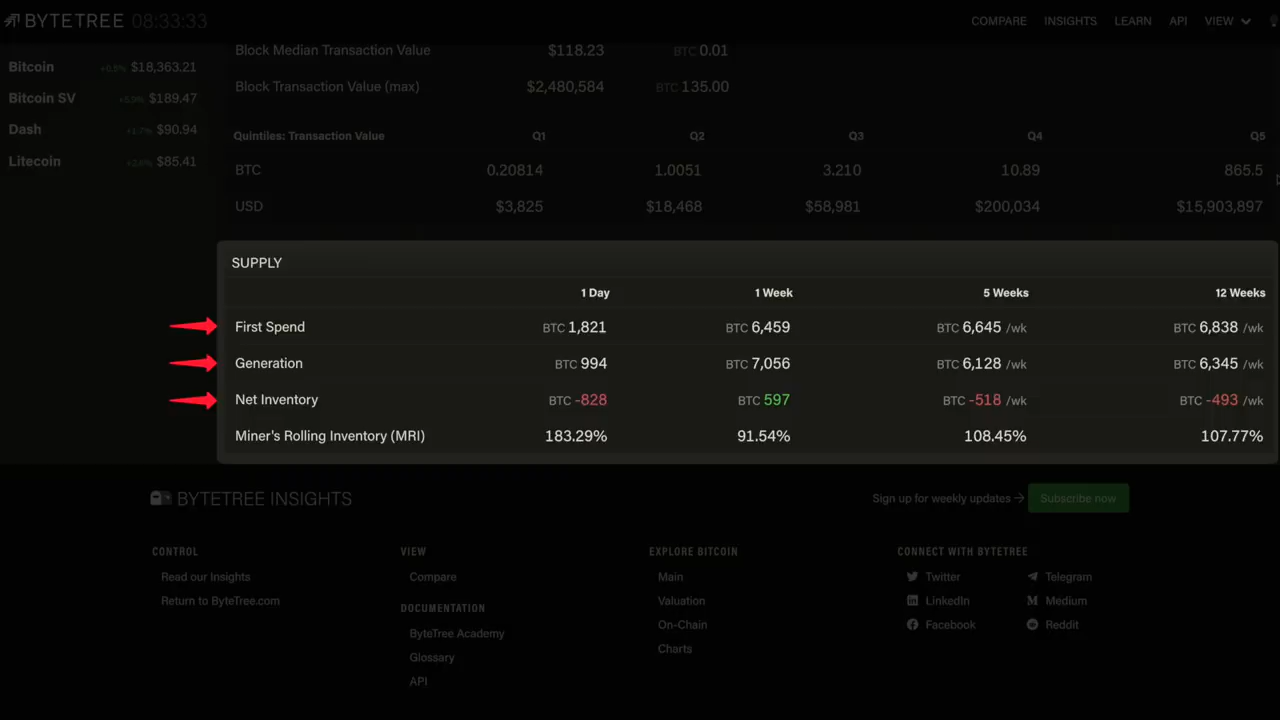 BYTETREE 08:33:33 COMPARE INSIGHTS LEARN API VIEW
Bitcoin +0.8% $18,363.21
Bitcoin SV $189.47
Dash +1.7% $90.94
Litecoin $85.41
Block Median Transaction Value $118.23 BTC 0.01
Block Transaction Value (max) $2,480,584 BTC 135.00
Quintiles: Transaction Value Q1 Q2 Q3 Q4 Q5
BTC 0.20814 1.0051 3.210 10.89 865.5
USD $3,825 $18,468 $58,981 $200,034 $15,903,897
SUPPLY
1 Day 1 Week 5 Weeks 12 Weeks
First Spend BTC 1,821 BTC 6,459 BTC 6,645 /wk BTC 6,838 /wk
Generation BTC 994 BTC 7,056 BTC 6,128 /wk BTC 6,345 /wk
Net Inventory BTC -828 BTC 597 BTC -518 /wk BTC -493 /wk
Miner's Rolling Inventory (MRI) 183.29% 91.54% 108.45% 107.77%
BYTETREE INSIGHTS Sign up for weekly updates → Subscribe now
CONTROL VIEW EXPLORE BITCOIN CONNECT WITH BYTETREE
Read our Insights Compare Main Twitter Telegram
Return to ByteTree.com Valuation LinkedIn Medium
DOCUMENTATION
On-Chain Facebook Reddit
ByteTree Academy
Charts
Glossary
API